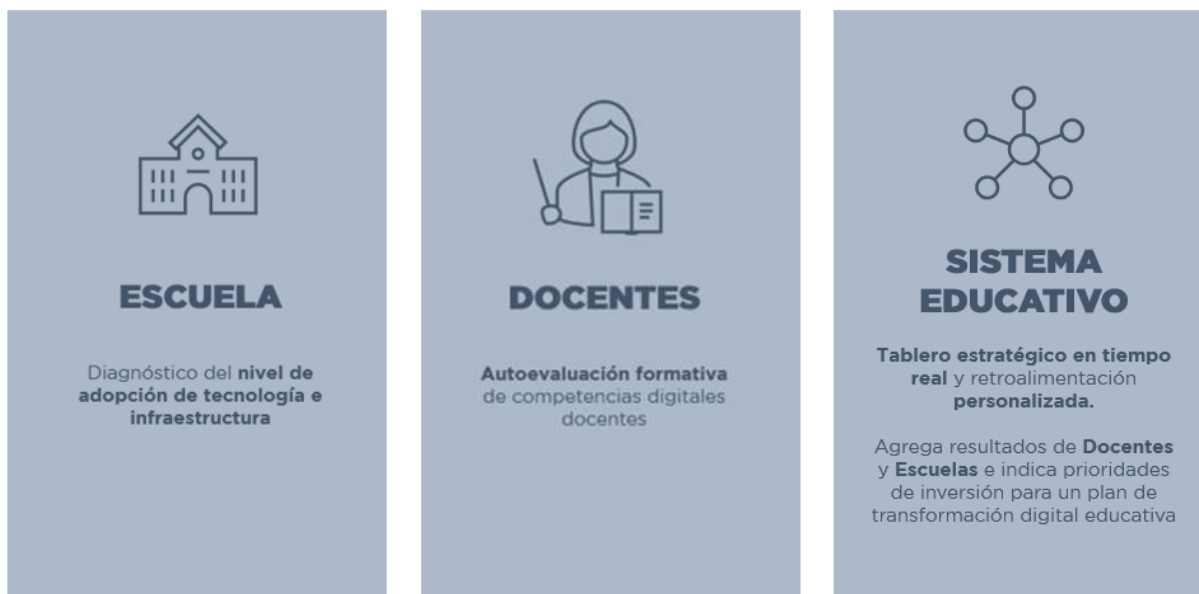 ESCUELA
Diagnóstico del nivel de
adopción de tecnología e
infraestructura
DOCENTES
Autoevaluación formativa
de competencias digitales
docentes
SISTEMA
EDUCATIVO
Tablero estratégico en tiempo
real y retroalimentación
personalizada.
Agrega resultados de Docentes
y Escuelas e indica prioridades
de inversión para un plan de
transformación digital educativa